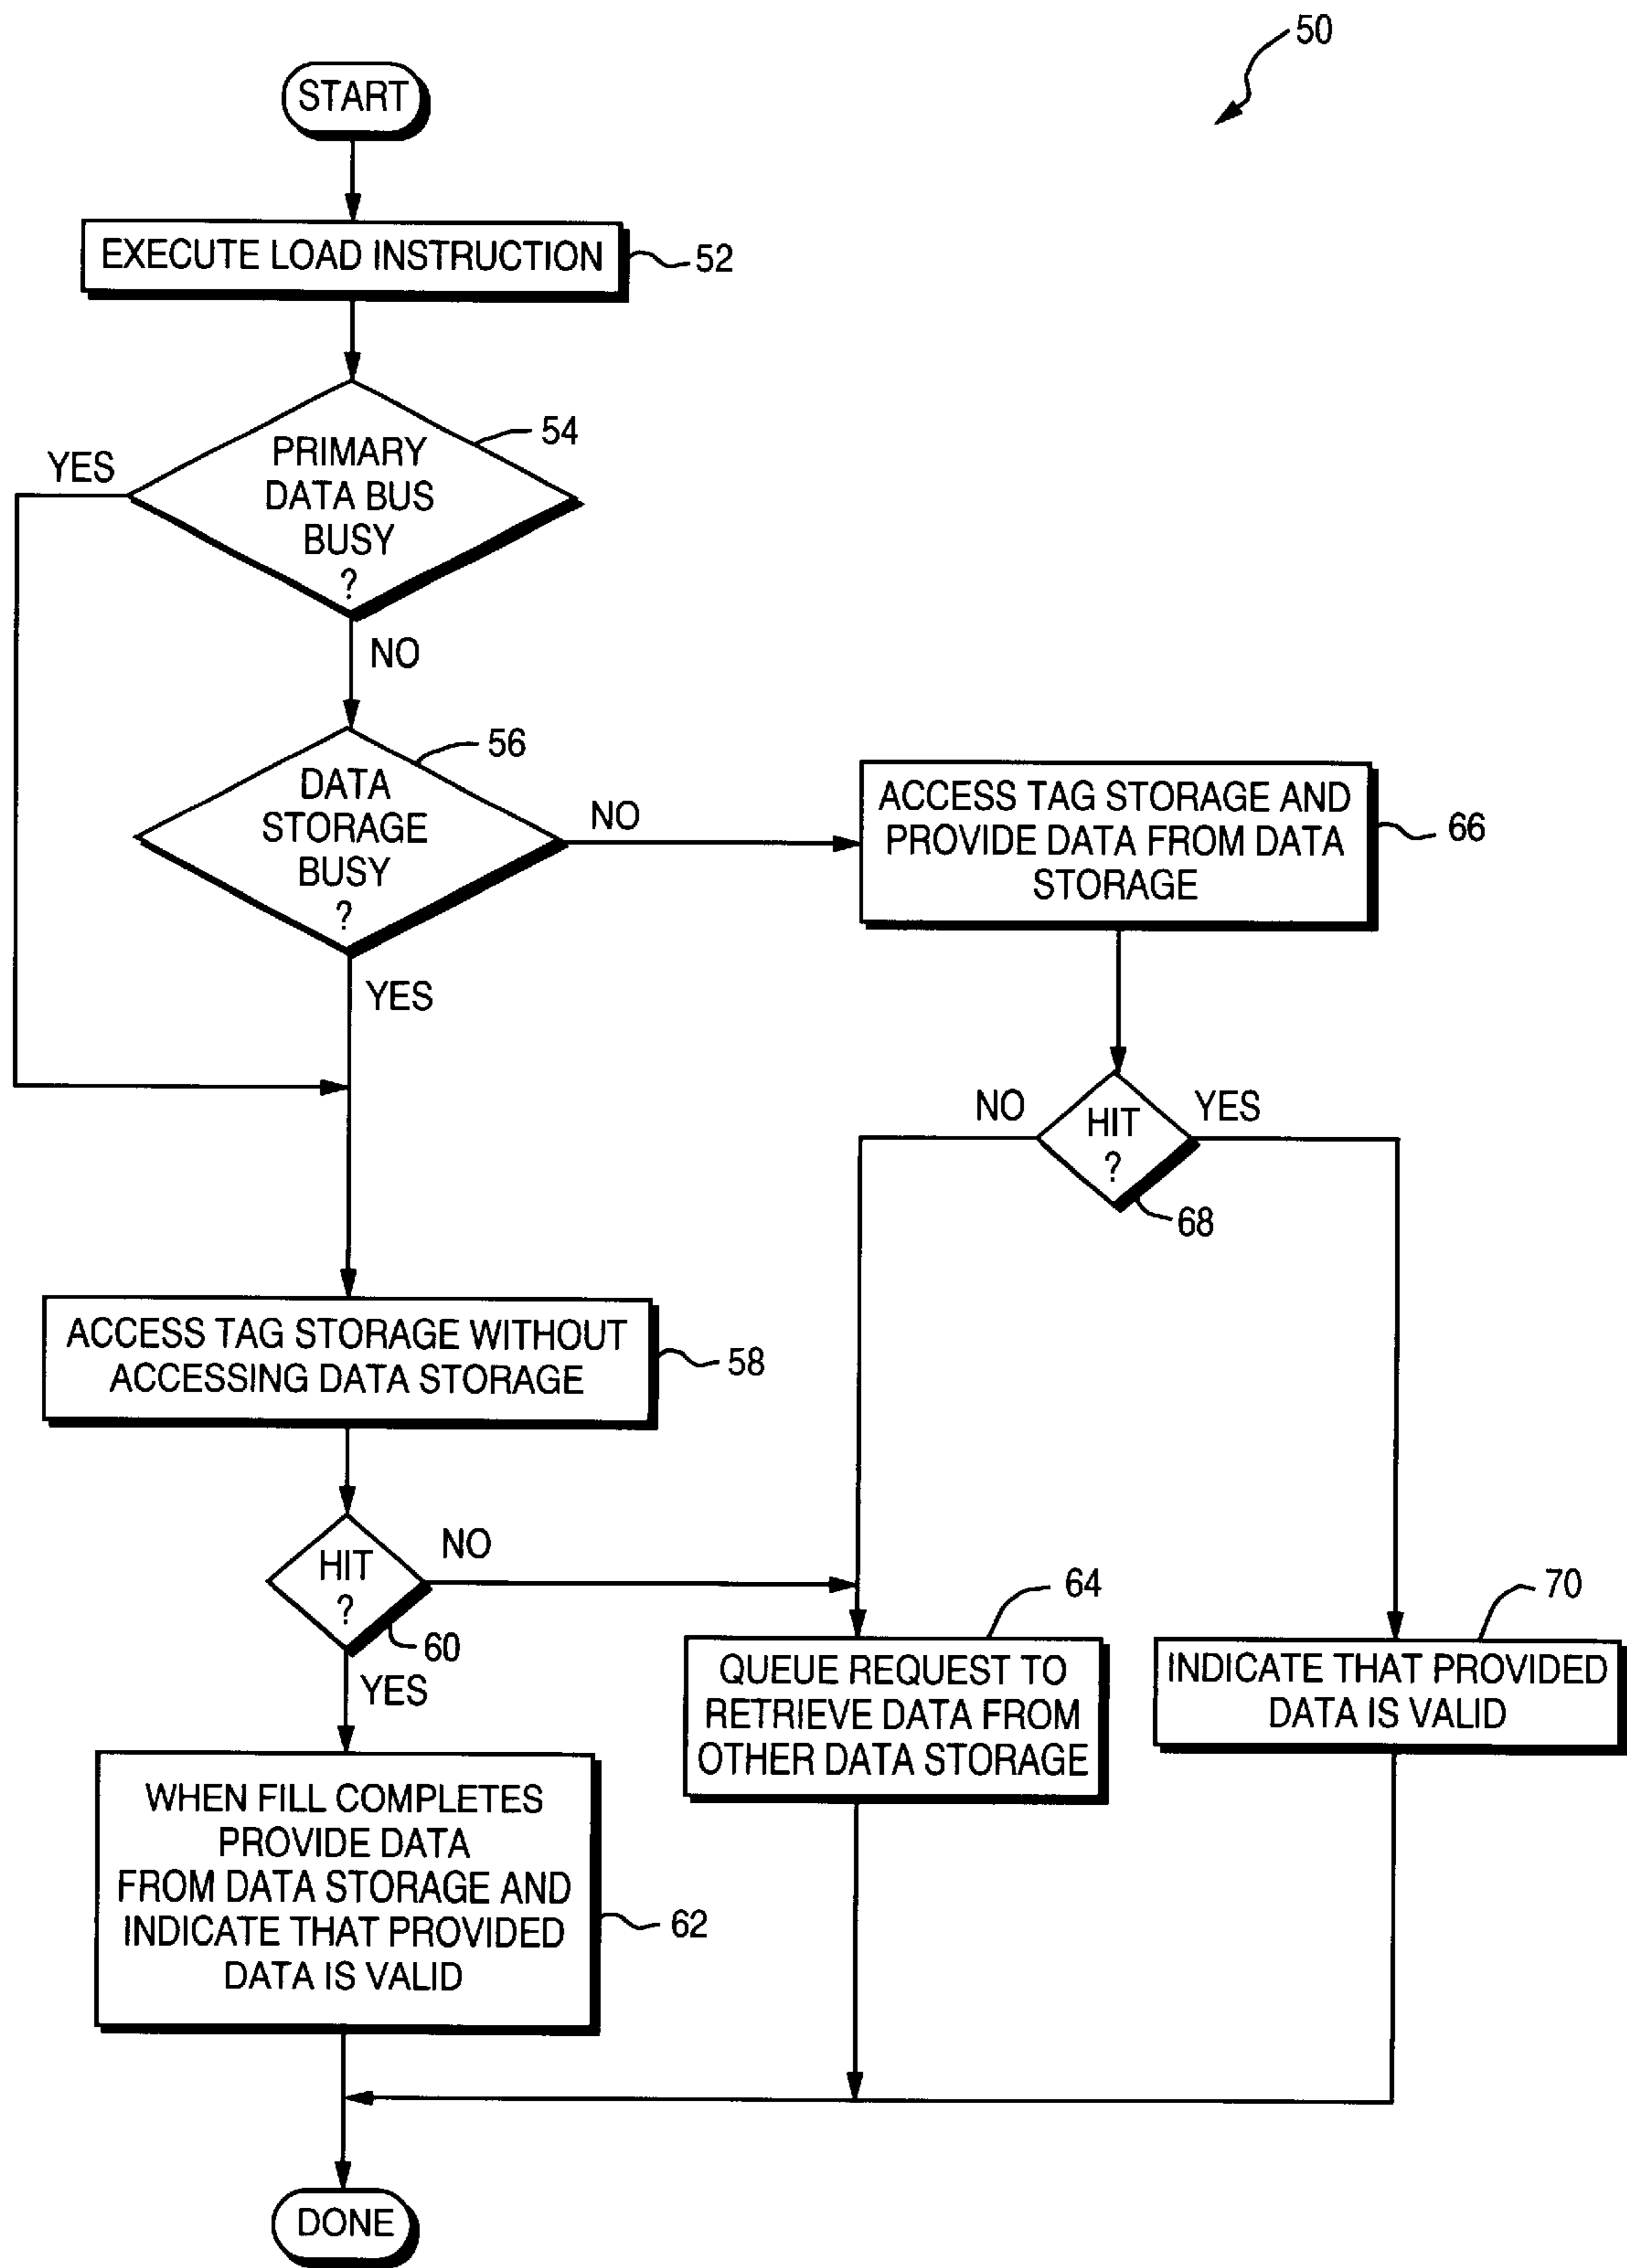 50
START
EXECUTE LOAD INSTRUCTION
52
PRIMARY
DATA BUS
BUSY
?
54
YES
NO
DATA
STORAGE
BUSY
?
56
NO
YES
ACCESS TAG STORAGE AND
PROVIDE DATA FROM DATA
STORAGE
66
HIT
?
68
NO
YES
ACCESS TAG STORAGE WITHOUT
ACCESSING DATA STORAGE
58
HIT
?
60
NO
YES
QUEUE REQUEST TO
RETRIEVE DATA FROM
OTHER DATA STORAGE
64
INDICATE THAT PROVIDED
DATA IS VALID
70
WHEN FILL COMPLETES
PROVIDE DATA
FROM DATA STORAGE AND
INDICATE THAT PROVIDED
DATA IS VALID
62
DONE